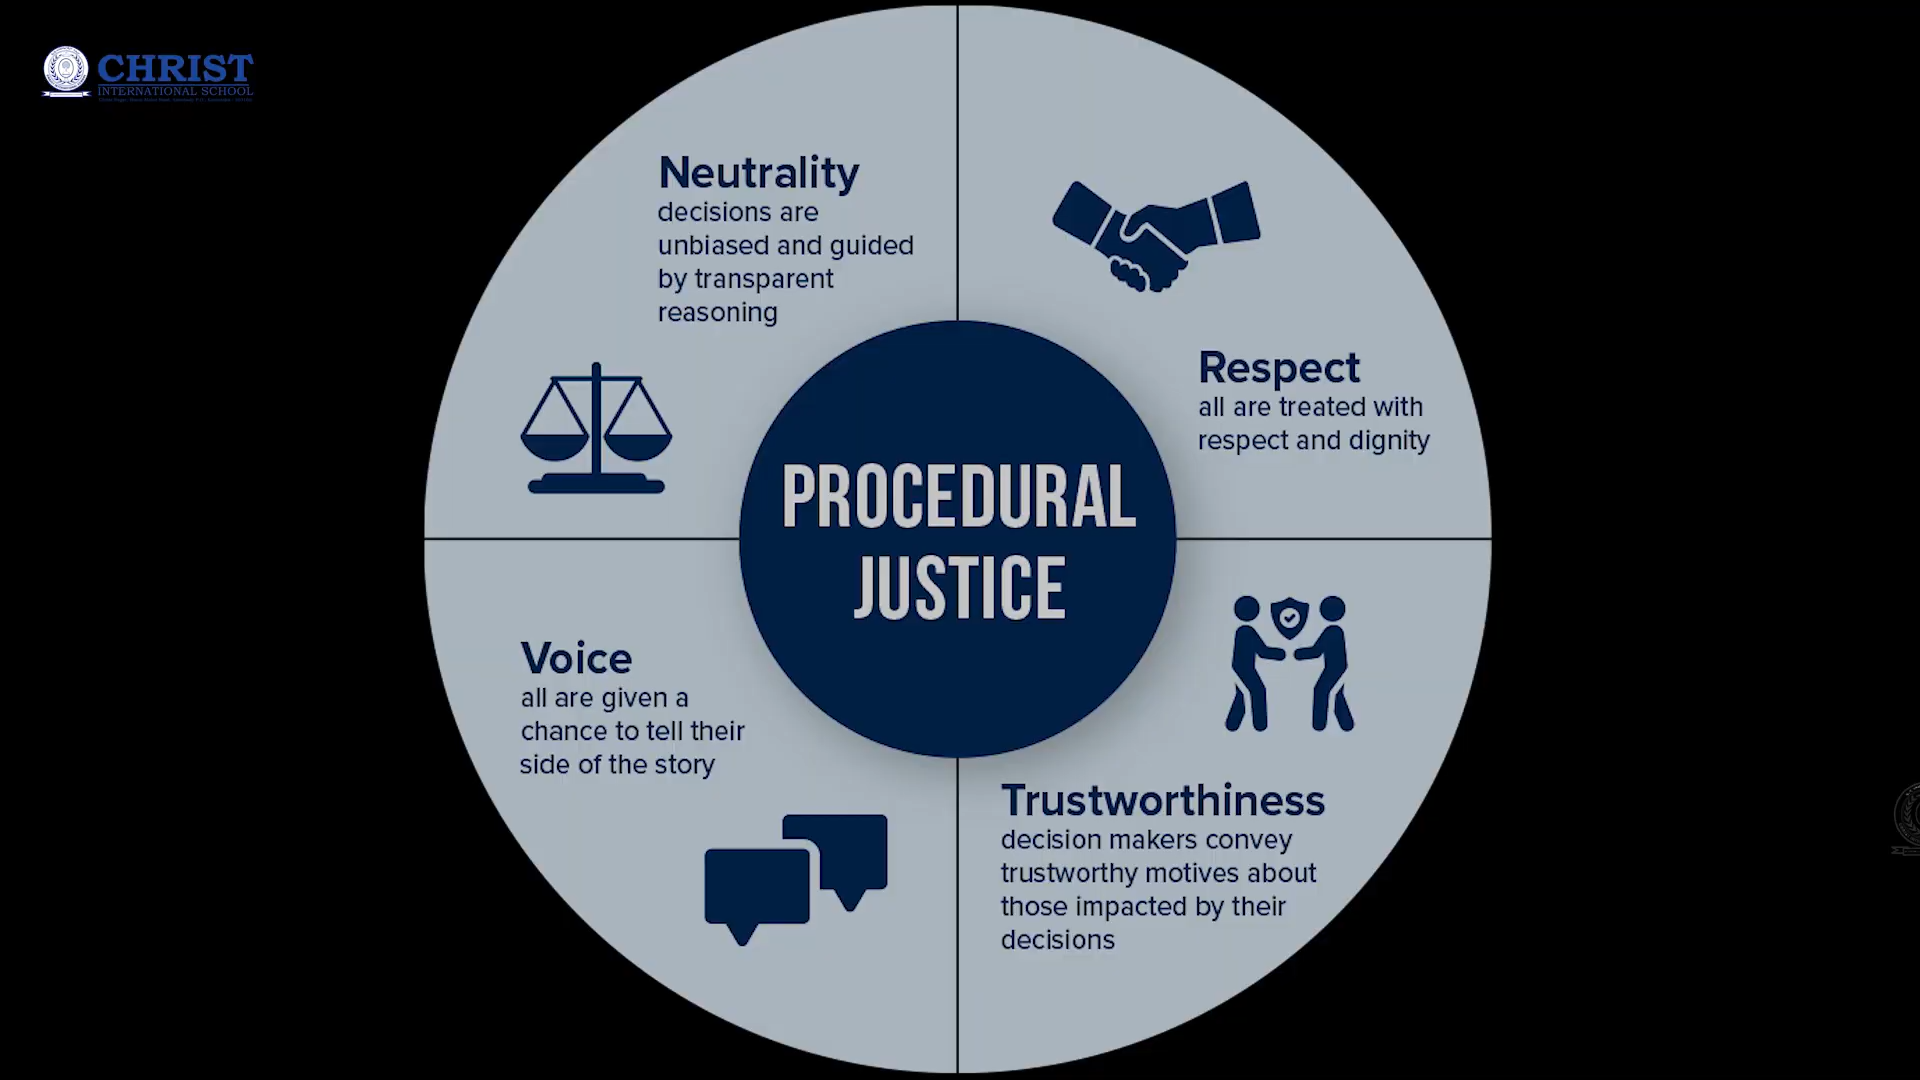 CHRIST
INTERNATIONAL SCHOOL
Neutrality
decisions are
unbiased and guided
by transparent
reasoning
Respect
all are treated with
respect and dignity
PROCEDURAL
JUSTICE
Voice
all are given a
chance to tell their
side of the story
Trustworthiness
decision makers convey
trustworthy motives about
those impacted by their
decisions